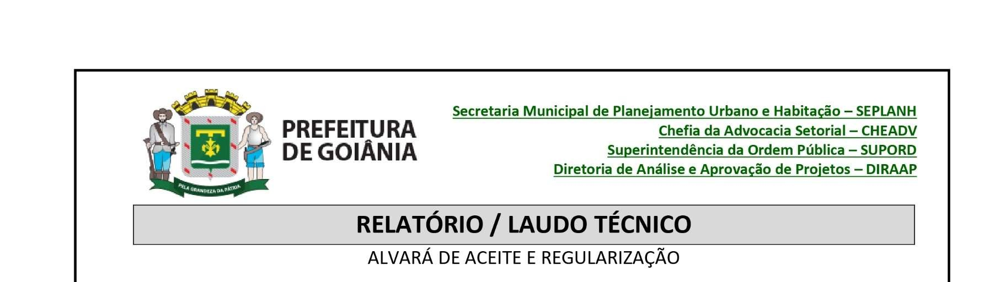 Secretaria Municipal de Planejamento Urbano e Habitação – SEPLANH
Chefia da Advocacia Setorial – CHEADV
Superintendência da Ordem Pública – SUPORD
Diretoria de Análise e Aprovação de Projetos – DIRAAP
PREFEITURA
DE GOIÂNIA
PELA GRANDEZA DA PÁTRIA
RELATÓRIO / LAUDO TÉCNICO
ALVARÁ DE ACEITE E REGULARIZAÇÃO